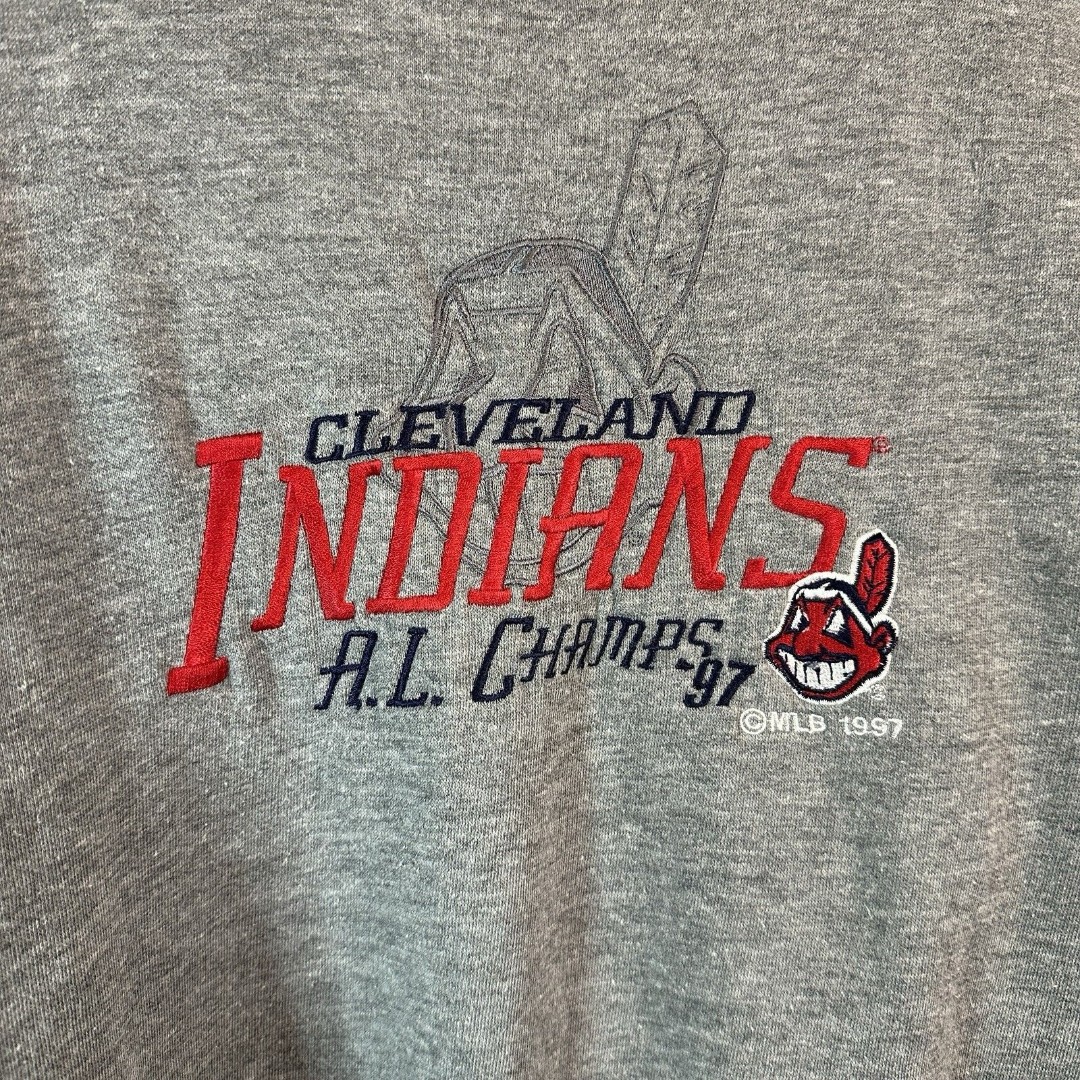 CLEVELAND
INDIANS®
A.L. CHAMPS-'97
©MLB 1997